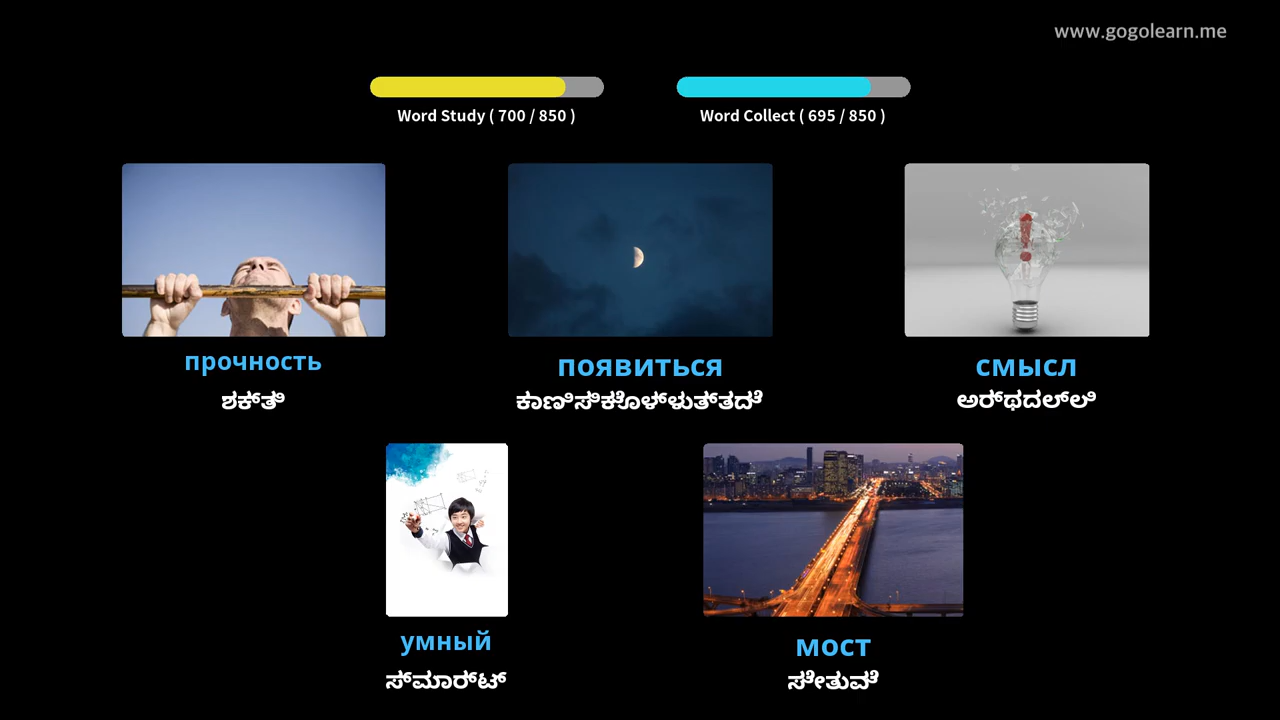 www.gogolearn.me
Word Study ( 700 / 850 )
Word Collect ( 695 / 850 )
прочность
появиться
смысл
ಶಕ್ತಿ
ಕಾಣಿಸಿಕೊಳ್ಳುತ್ತದೆ
ಅರ್ಥದಲ್ಲಿ
умный
мост
ಸ್ಮಾರ್ಟ್
ಸೇತುವೆ